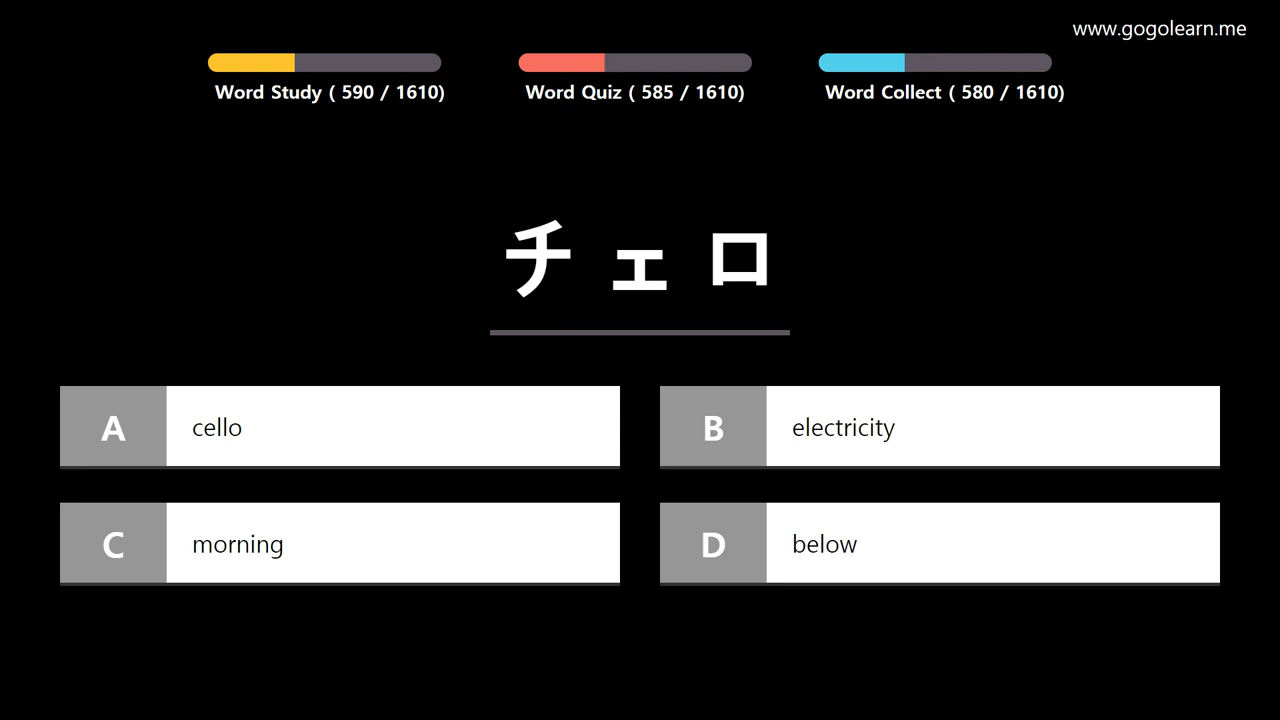 www.gogolearn.me
Word Study ( 590 / 1610)
Word Quiz ( 585 / 1610)
Word Collect ( 580 / 1610)
チェロ
A cello
B electricity
C morning
D below